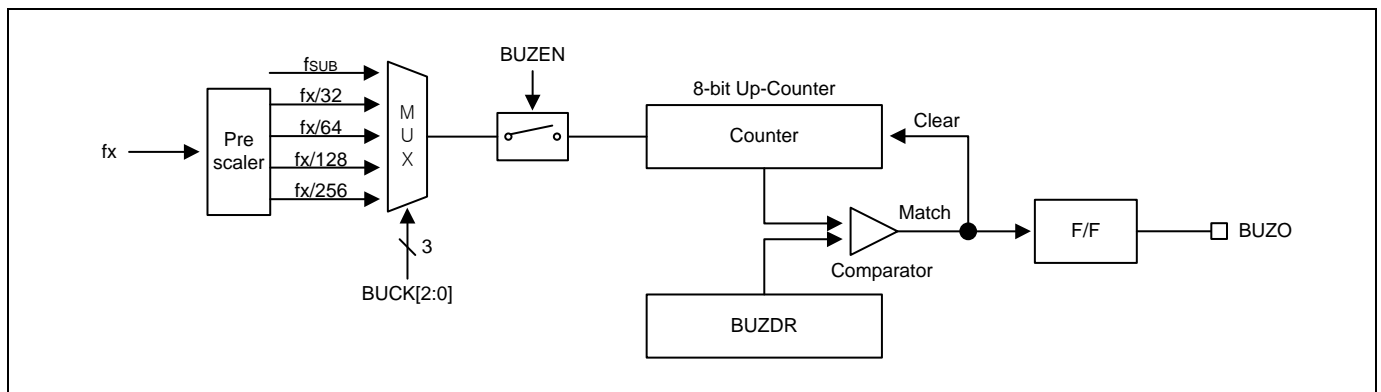 fx
Pre
scaler
fSUB
fx/32
fx/64
fx/128
fx/256
M
U
X
3
BUCK[2:0]
BUZEN
8-bit Up-Counter
Counter
Clear
Match
Comparator
BUZDR
F/F
BUZO